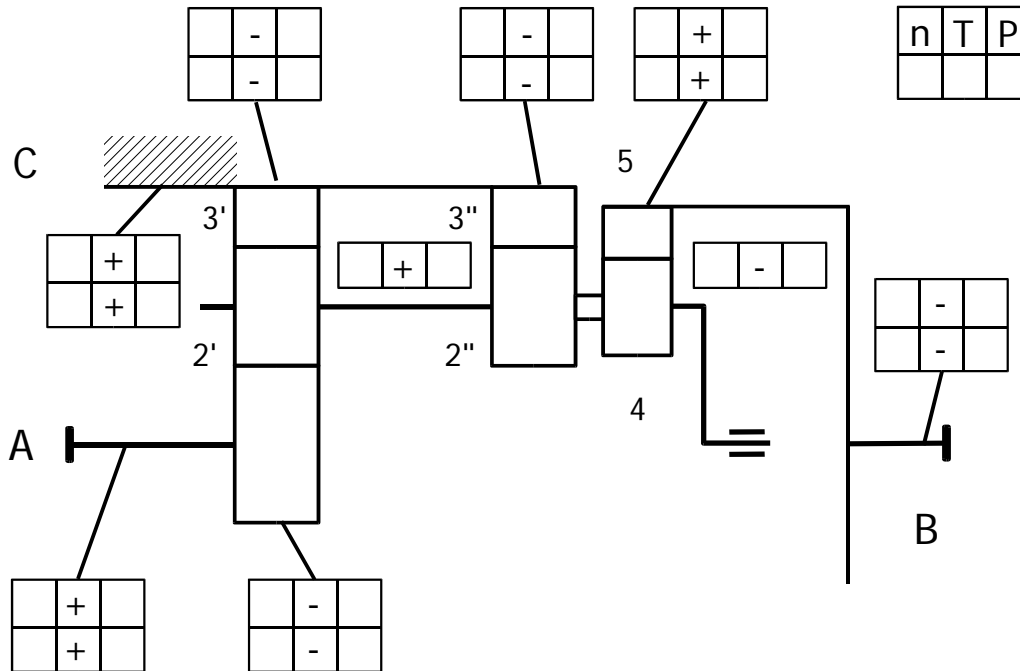 - - + n T P
- - +
C
5
3' 3"
+ + -
+
2' 2"
-
-
4
A
B
+ -
+ -